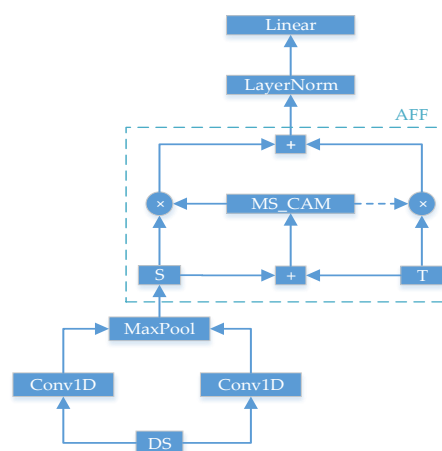 Linear
LayerNorm
AFF
+
× MS_CAM ×
S + T
MaxPool
Conv1D Conv1D
DS